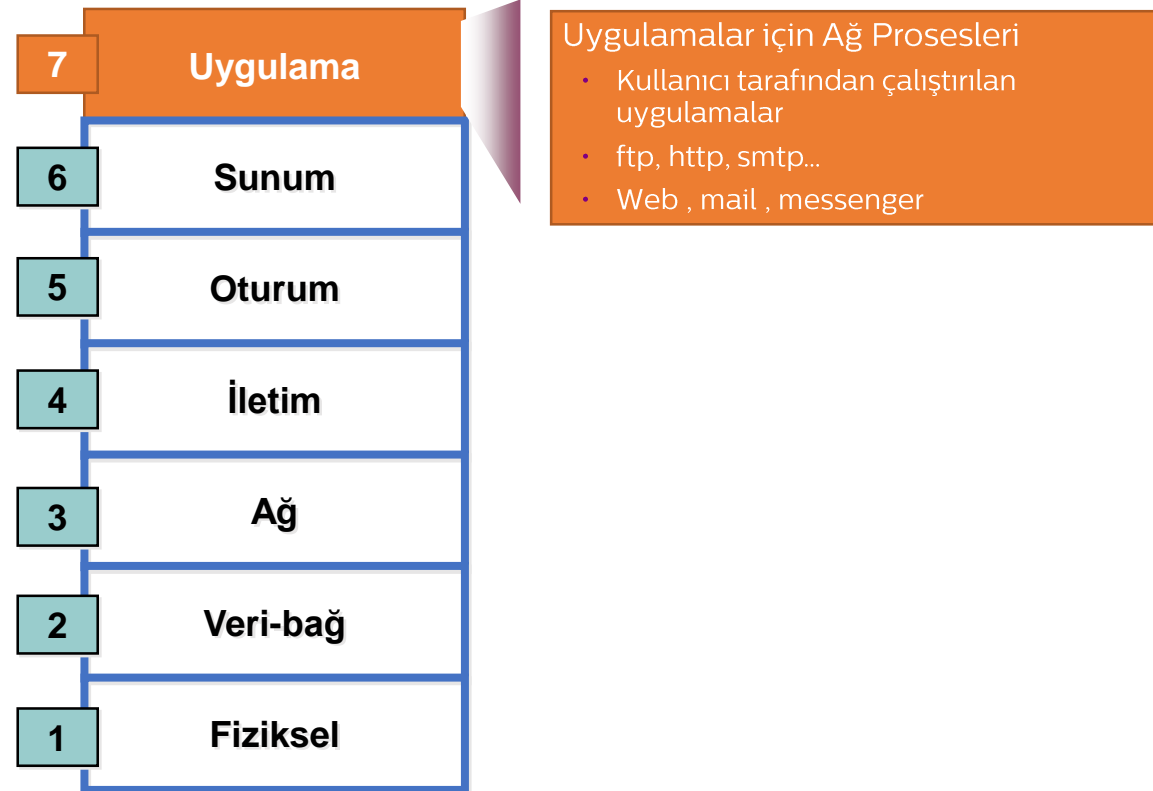 7
Uygulama
Uygulamalar için Ağ Prosesleri
• Kullanıcı tarafından çalıştırılan
uygulamalar
• ftp, http, smtp...
• Web , mail , messenger
6
Sunum
5
Oturum
4
İletim
3
Ağ
2
Veri-bağ
1
Fiziksel